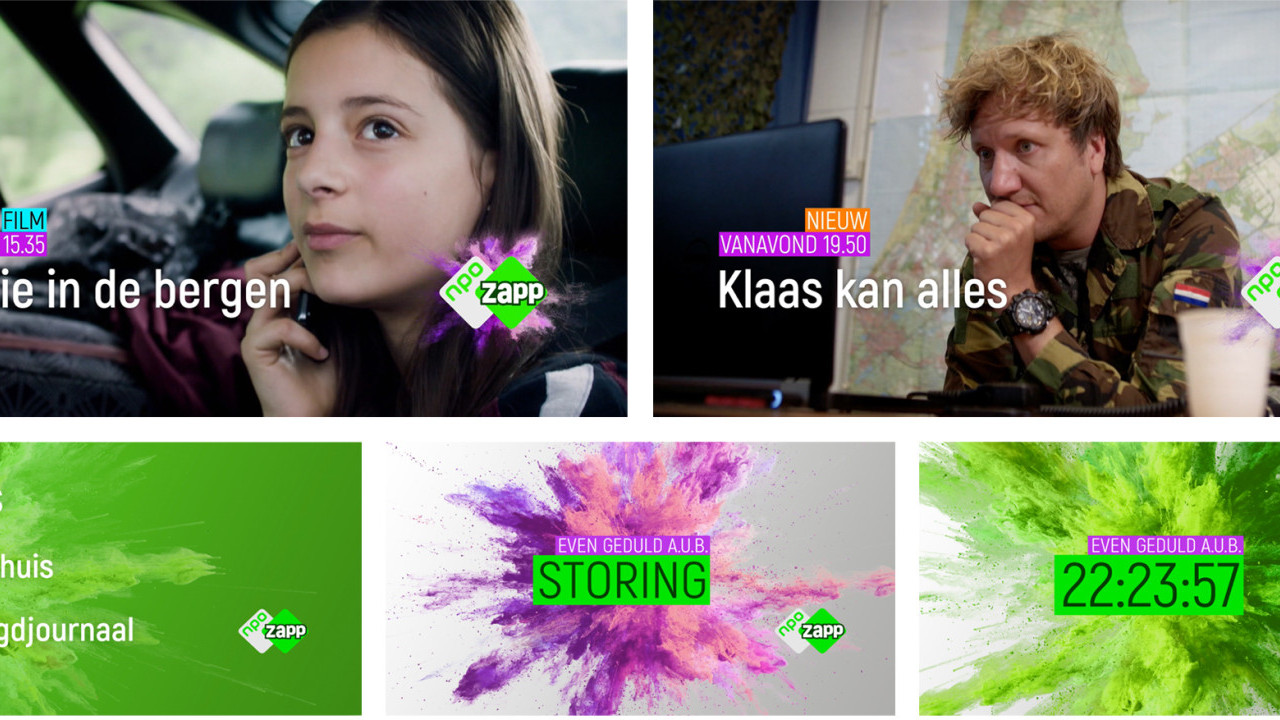 FILM
15.35
ie in de bergen
npo
zapp
NIEUW
VANAVOND 19.50
Klaas kan alles
np
s
huis
gdjournaal
npo
zapp
EVEN GEDULD A.U.B.
STORING
npo
zapp
EVEN GEDULD A.U.B.
22:23:57